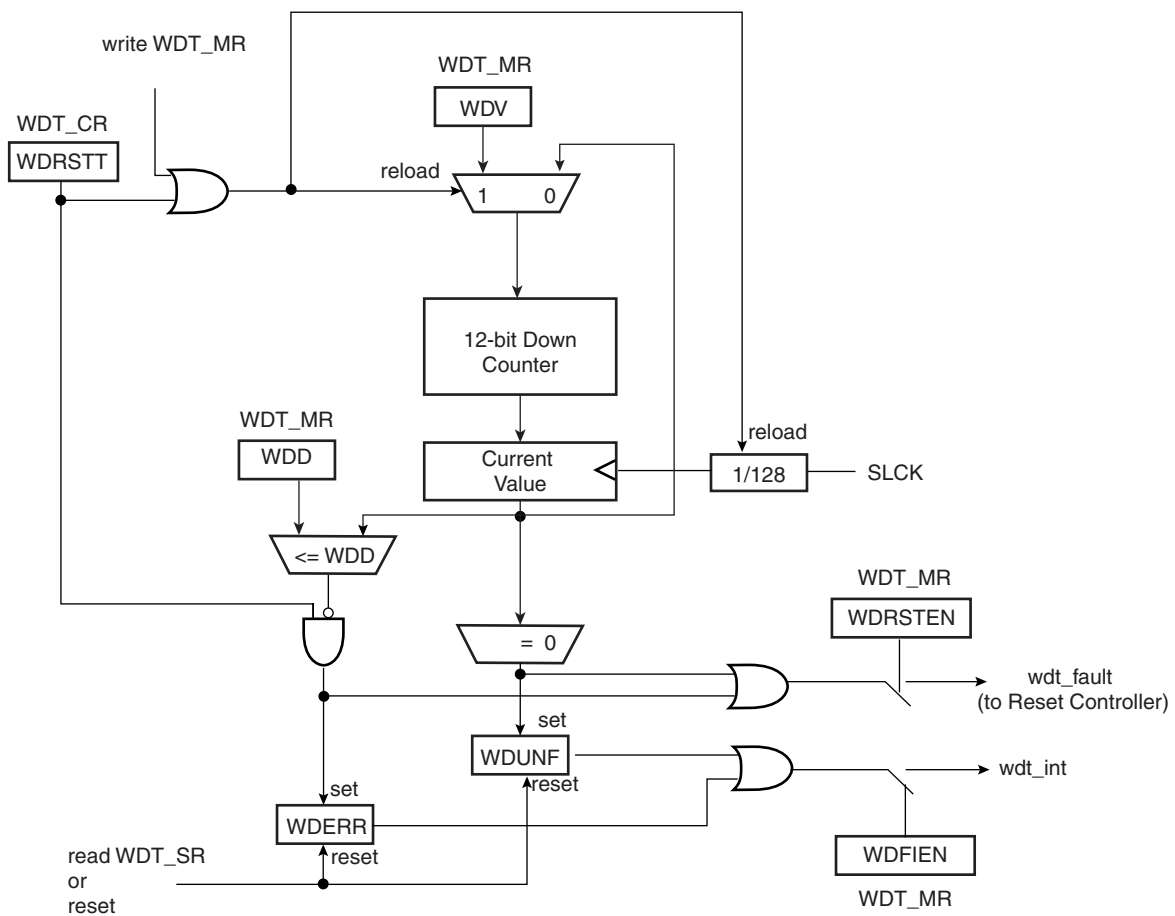 write WDT_MR
WDT_MR
WDV
WDT_CR
WDRSTT
reload
1 0
12-bit Down
Counter
WDT_MR
WDD
reload
Current
Value
1/128
SLCK
<= WDD
WDT_MR
WDRSTEN
= 0
wdt_fault
(to Reset Controller)
set
WDUNF
reset
wdt_int
set
WDERR
reset
read WDT_SR
or
reset
WDFIEN
WDT_MR